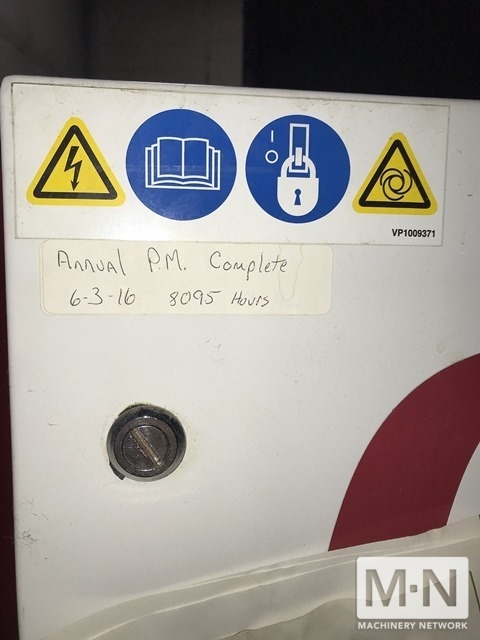 I
O
VP1009371
Annual P.M. Complete
6-3-16 8095 Hours
M·N
MACHINERY NETWORK